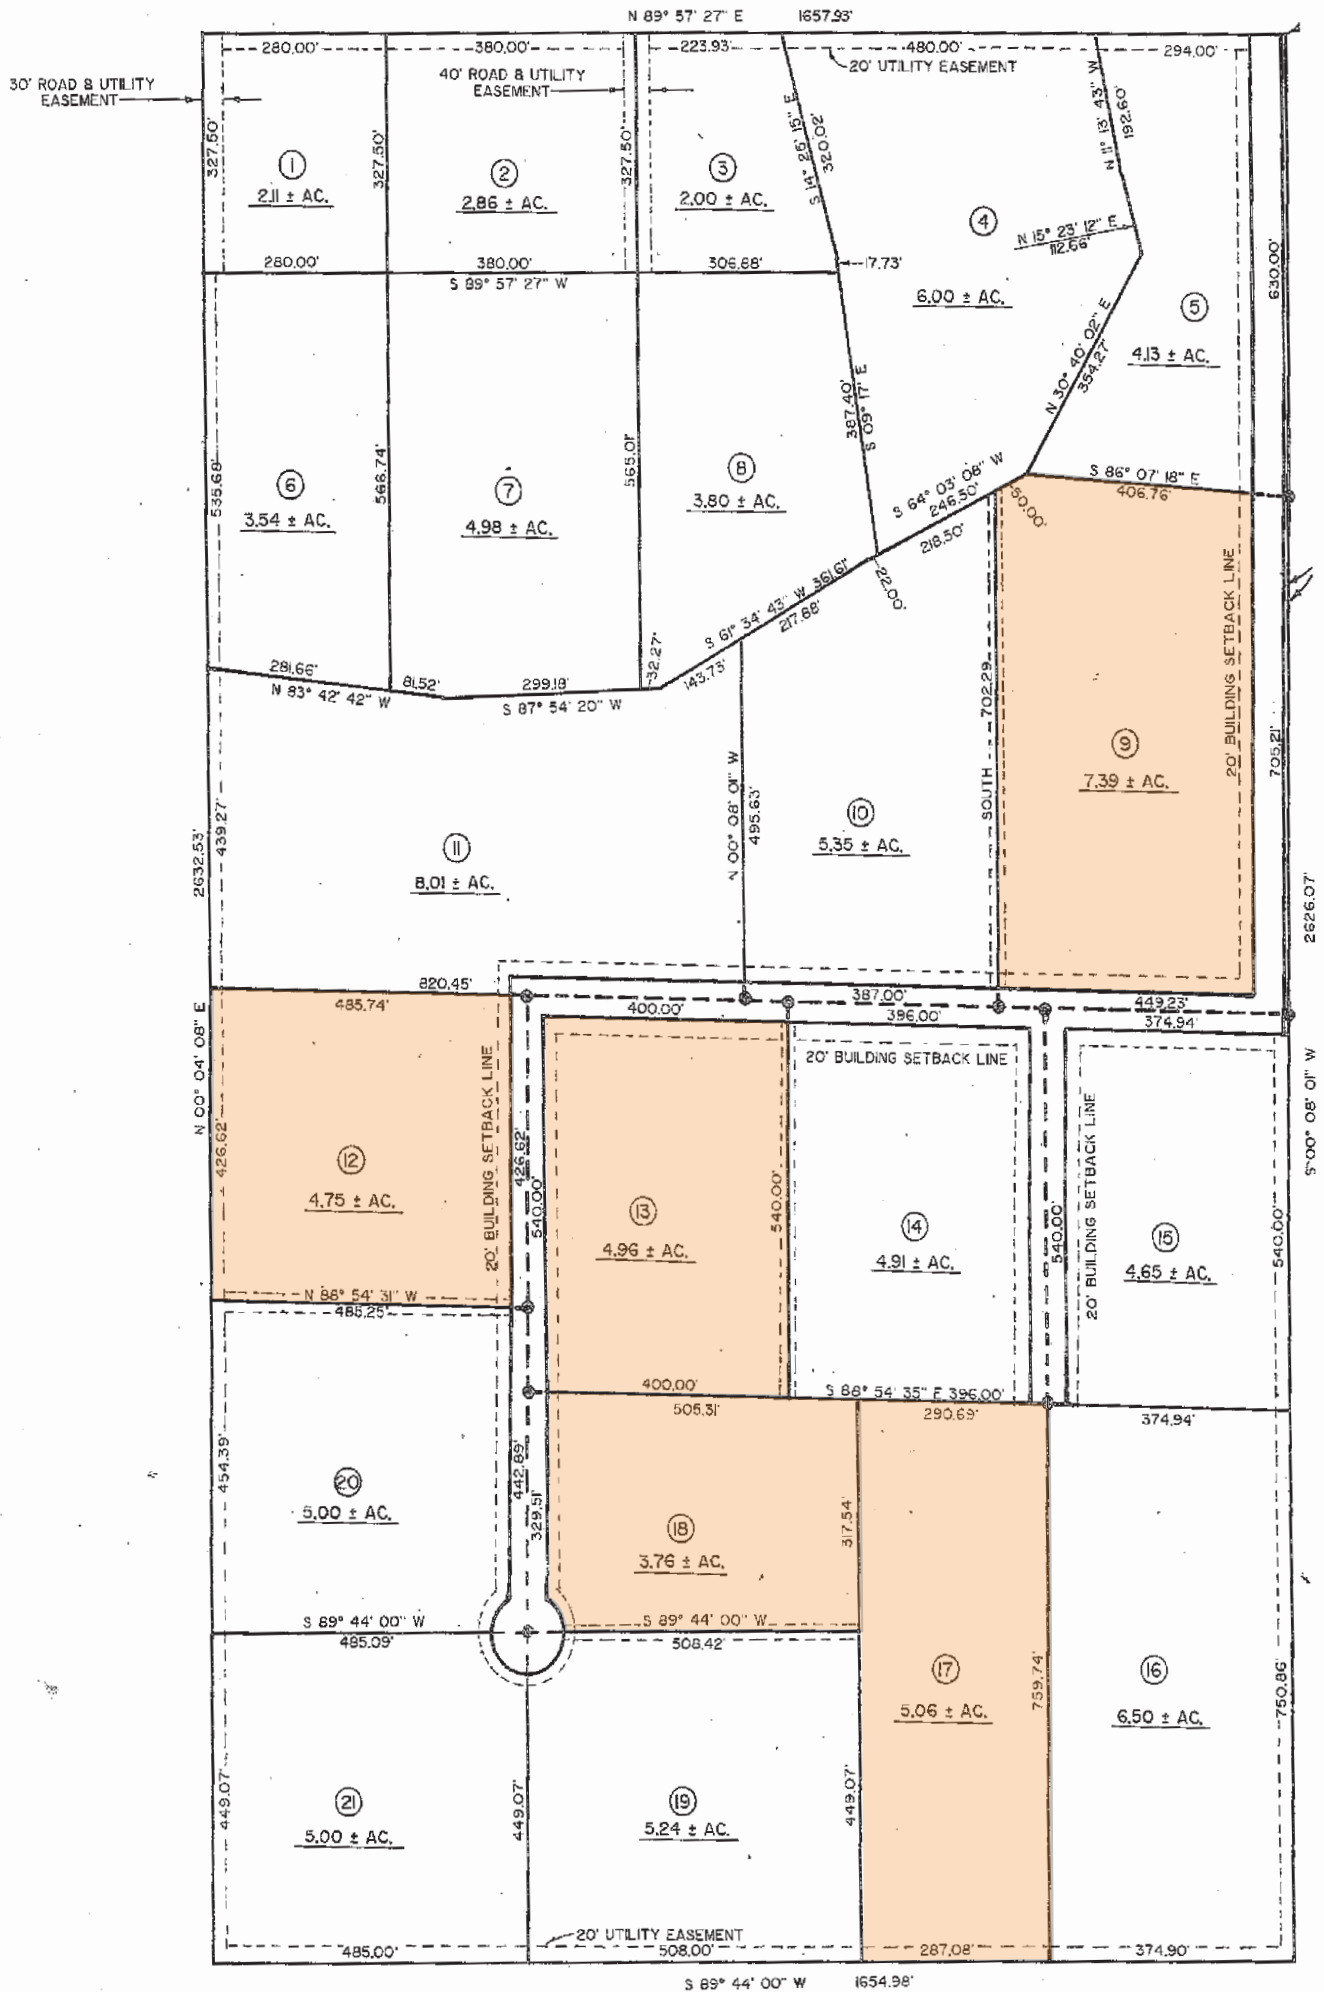 N 89° 57' 27" E 1657.93'
280.00' 380.00' 223.93' 480.00' 294.00'
20' UTILITY EASEMENT
30' ROAD & UTILITY
EASEMENT
40' ROAD & UTILITY
EASEMENT
327.50'
327.50'
327.50'
S 14° 25' 15" E
320.02'
N 11° 13' 43" W
192.60'
630.00'
1
2.11 ± AC.
2
2.86 ± AC.
3
2.00 ± AC.
4
6.00 ± AC.
N 15° 23' 12" E
112.66'
5
4.13 ± AC.
280.00' 380.00' 306.68'
S 89° 57' 27" W
17.73'
387.40'
S 09° 17' E
N 30° 40' 02" E
354.27'
535.68'
566.74'
565.01'
6
3.54 ± AC.
7
4.98 ± AC.
8
3.80 ± AC.
S 64° 03' 08" W
246.50'
218.50'
50.00'
S 86° 07' 18" E
406.76'
S 61° 34' 43" W 361.61'
217.88'
22.00'
143.73'
32.27'
281.66'
N 83° 42' 42" W
81.52'
299.18'
S 87° 54' 20" W
SOUTH 702.29
20' BUILDING SETBACK LINE
705.21'
9
7.39 ± AC.
10
5.35 ± AC.
11
8.01 ± AC.
N 00° 08' 01" W
495.63'
2632.53'
439.27'
2626.07'
820.45'
485.74'
400.00'
387.00'
396.00'
449.23'
374.94'
N 00° 04' 08" E
S 00° 08' 01" W
426.62'
20' BUILDING SETBACK LINE
426.62'
540.00'
540.00'
20' BUILDING SETBACK LINE
540.00'
20' BUILDING SETBACK LINE
540.00'
12
4.75 ± AC.
13
4.96 ± AC.
14
4.91 ± AC.
15
4.65 ± AC.
N 88° 54' 31" W
485.25'
400.00'
505.31'
S 88° 54' 35" E 396.00'
290.69'
374.94'
454.39'
442.89'
329.51'
317.54'
20
5.00 ± AC.
18
3.76 ± AC.
S 89° 44' 00" W
485.09'
S 89° 44' 00" W
508.42'
17
5.06 ± AC.
759.74'
16
6.50 ± AC.
750.86'
449.07'
449.07'
449.07'
21
5.00 ± AC.
19
5.24 ± AC.
20' UTILITY EASEMENT
485.00' 508.00' 287.08' 374.90'
S 89° 44' 00" W 1654.98'